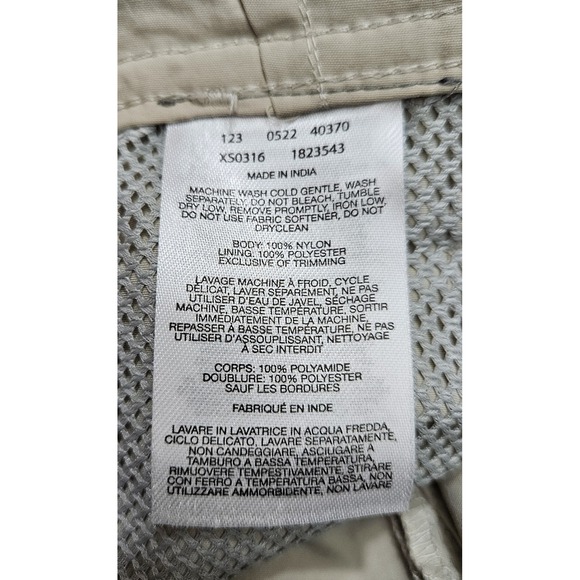 123 0522 40370
XS0316 1823543
MADE IN INDIA
MACHINE WASH COLD GENTLE, WASH
SEPARATELY, DO NOT BLEACH, TUMBLE
DRY LOW, REMOVE PROMPTLY, IRON LOW,
DO NOT USE FABRIC SOFTENER, DO NOT
DRYCLEAN
BODY: 100% NYLON
LINING: 100% POLYESTER
EXCLUSIVE OF TRIMMING
LAVAGE MACHINE À FROID, CYCLE
DÉLICAT, LAVER SÉPARÉMENT, NE PAS
UTILISER D'EAU DE JAVEL, SÉCHAGE
MACHINE, BASSE TEMPÉRATURE, SORTIR
IMMÉDIATEMENT DE LA MACHINE,
REPASSER À BASSE TEMPÉRATURE, NE PAS
UTILISER D'ASSOUPLISSANT, NETTOYAGE
À SEC INTERDIT
CORPS: 100% POLYAMIDE
DOUBLURE: 100% POLYESTER
SAUF LES BORDURES
FABRIQUÉ EN INDE
LAVARE IN LAVATRICE IN ACQUA FREDDA,
CICLO DELICATO, LAVARE SEPARATAMENTE,
NON CANDEGGIARE, ASCIUGARE A
TAMBURO A BASSA TEMPERATURA,
RIMUOVERE TEMPESTIVAMENTE, STIRARE
CON FERRO A TEMPERATURA BASSA, NON
UTILIZZARE AMMORBIDENTE, NON LAVARE